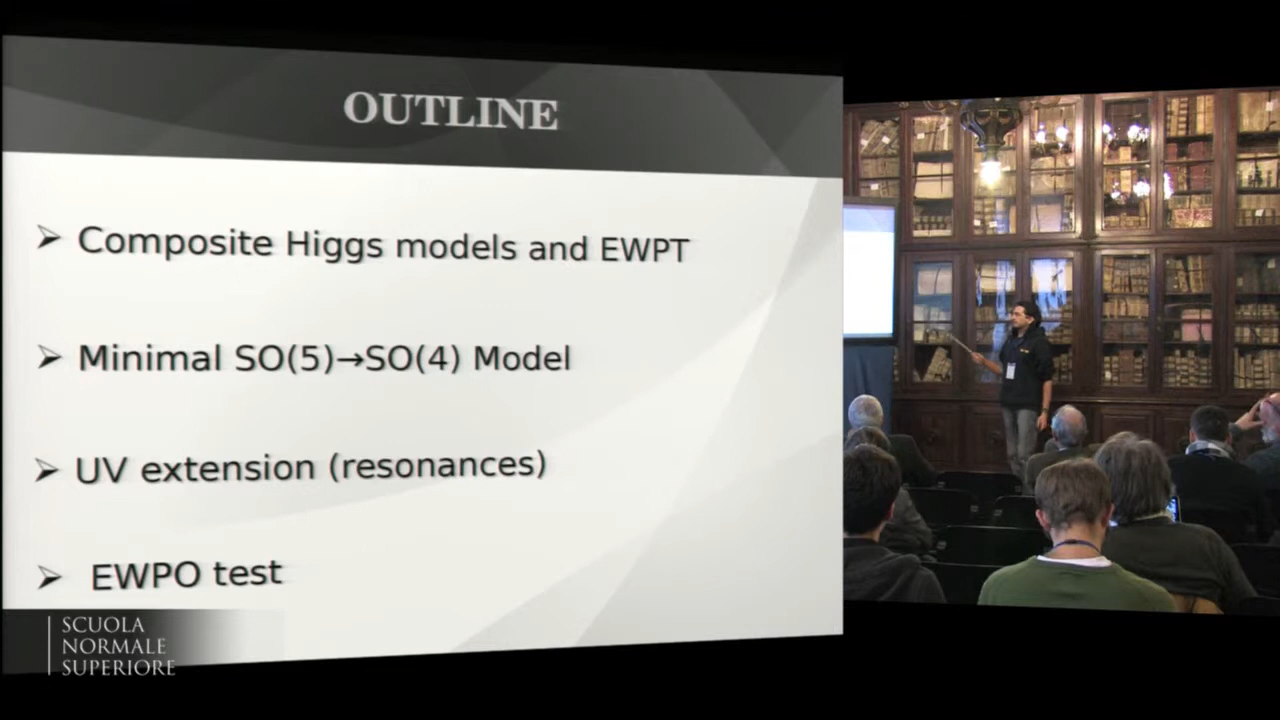 OUTLINE
Composite Higgs models and EWPT
Minimal SO(5)→SO(4) Model
UV extension (resonances)
EWPO test
SCUOLA
NORMALE
SUPERIORE